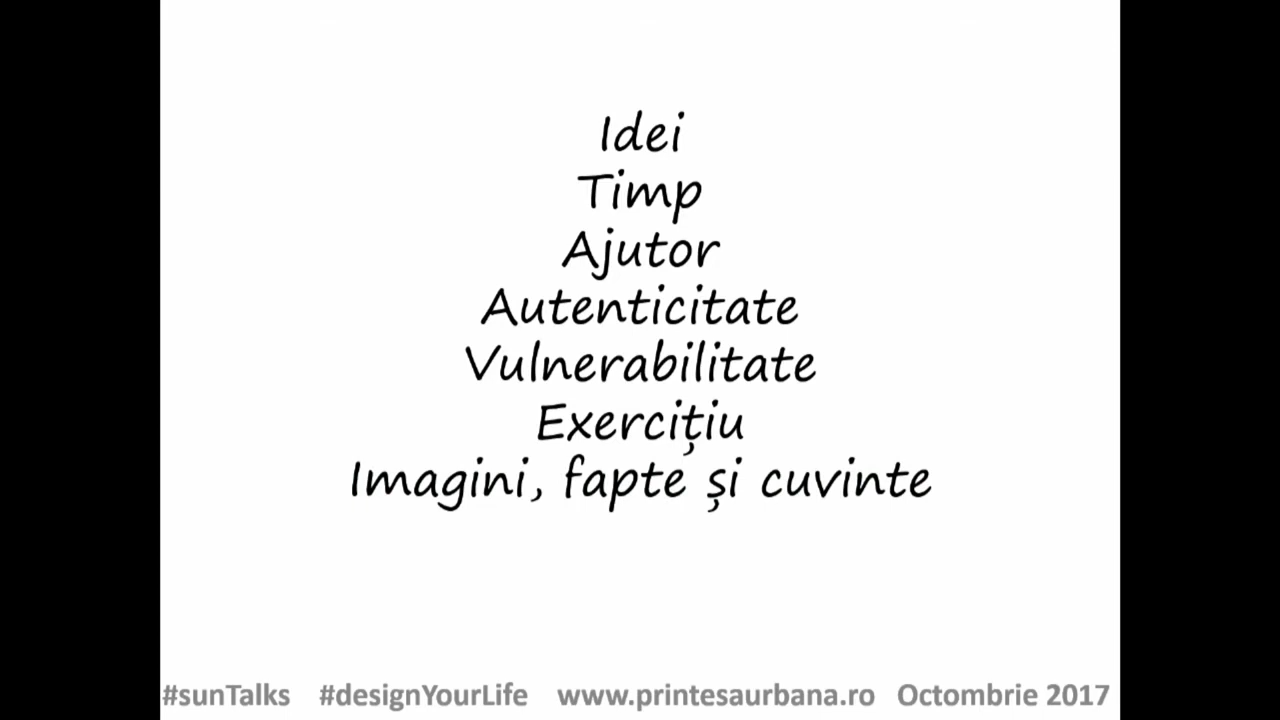 Idei
Timp
Ajutor
Autenticitate
Vulnerabilitate
Exercițiu
Imagini, fapte și cuvinte
#sunTalks #designYourLife www.printesaurbana.ro Octombrie 2017